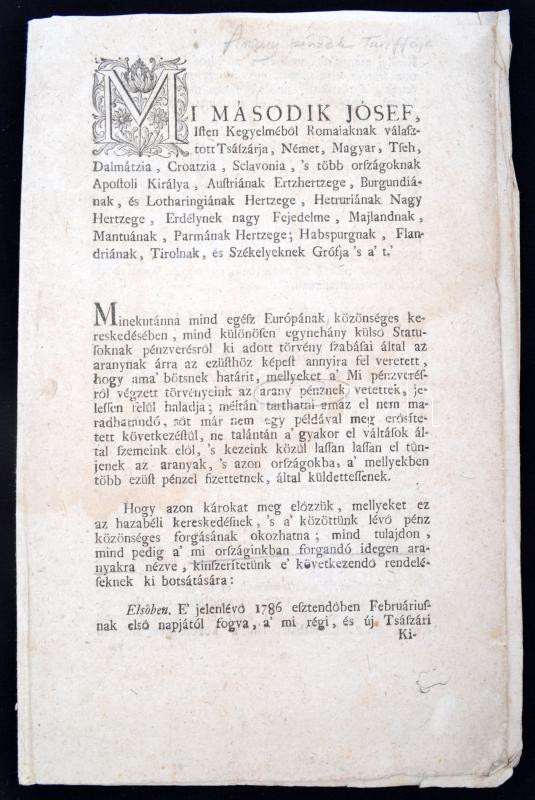 Arany pénzek Tariffája
MI MÁSODIK JÓSEF,
Iſten Kegyelméből Romaiaknak válaſz-
tott Tsáſzárja, Német, Magyar, Tſeh,
Dalmátzia, Croatzia, Sclavonia, 's több orſzágoknak
Apoſtoli Királya, Auſtriának Ertzhertzege, Burgundiá-
nak, és Lotharingiának Hertzege, Hetruriának Nagy
Hertzege, Erdélynek nagy Fejedelme, Majlandnak,
Mantuának, Parmának Hertzege; Habspurgnak, Flan-
driának, Tirolnak, és Székelyeknek Grófja 's a' t.'
Minekutánna mind egéſz Európának közönséges ke-
reskedésében, mind különöſen egynehány külső Statu-
ſoknak pénzverésről ki adott törvény ſzabáſai által az
aranynak árra az ezüſthöz képeſt annyira fel veretett,
hogy ama' bötsnek határit, mellyeket a' Mi pénzverés-
ről végzett törvényeink az arany pénznek vetettek, je-
leſſen felül haladja; méltán tarthatni amáz el nem ma-
radhatandó, sőt már nem egy példával meg erősítte-
tett következéſtül, ne talántán a' gyakor el váltáſok ál-
tal ſzemeink elöl, 's kezeink közül laſſan laſſan el tün-
jenek az aranyak, 's azon orſzágokba, a' mellyekben
több ezüſt pénzel fizettetnek, által küldetteſſenek.
Hogy azon károkat meg előzzük, mellyeket ez
az hazabéli kereskedéſnek, 's a' közöttünk lévő pénz
közönséges forgásának okozhatna; mind tulajdon,
mind pedig a' mi orſzáginkban forgandó idegen ara-
nyakra nézve, kinſzerítetünk e' következendő rendelé-
ſeknek ki botsátására:
Elsőben. E' jelenlévő 1786 eſztendőben Februáriuſ-
nak első napjától fogva, a' mi régi, és új Tsáſzári
Ki-